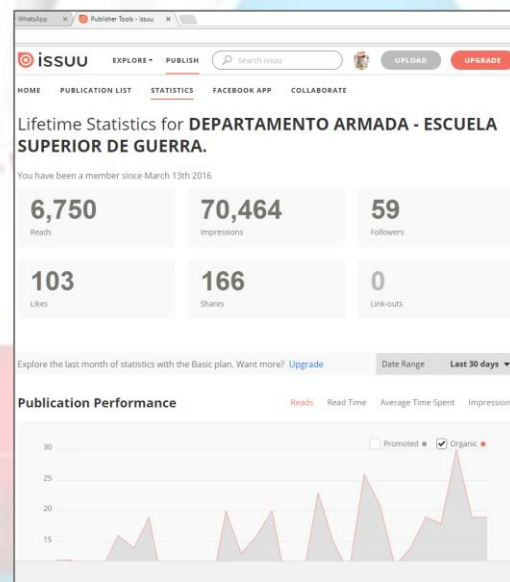 WhatsApp × Publisher Tools - issuu ×
issuu EXPLORE PUBLISH Search issuu UPLOAD UPGRADE
HOME PUBLICATION LIST STATISTICS FACEBOOK APP COLLABORATE
Lifetime Statistics for DEPARTAMENTO ARMADA - ESCUELA
SUPERIOR DE GUERRA.
You have been a member since March 13th 2016
6,750 70,464 59
Reads Impressions Followers
103 166 0
Likes Shares Link-outs
Explore the last month of statistics with the Basic plan. Want more? Upgrade Date Range Last 30 days
Publication Performance Reads Read Time Average Time Spent Impression
Promoted Organic
30
25
20
15